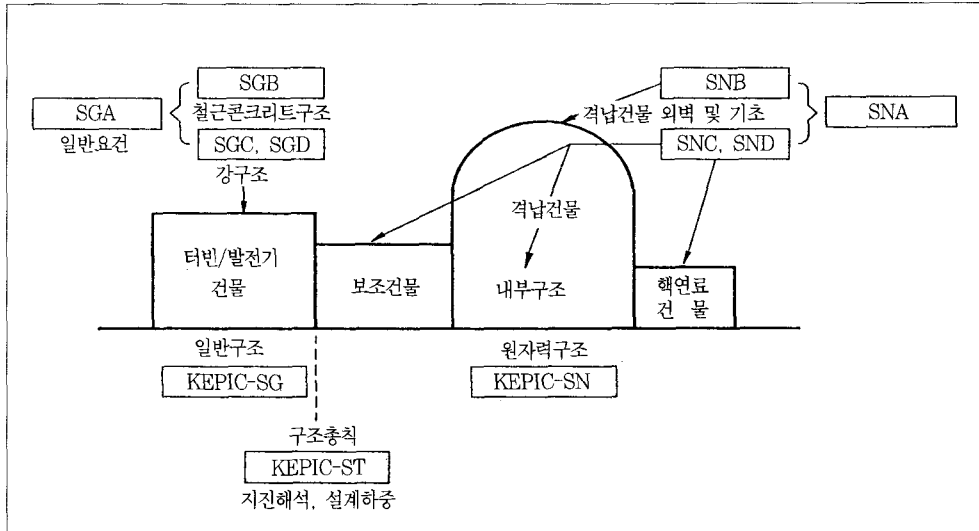 SGB
SNB
SGA
철근콘크리트구조
격납건물 외벽 및 기초
SNA
일반요건
SGC, SGD
SNC, SND
강구조
격납건물
터빈/발전기
건물
보조건물
내부구조
핵연료
건 물
일반구조
원자력구조
KEPIC-SG
KEPIC-SN
구조총칙
KEPIC-ST
지진해석, 설계하중